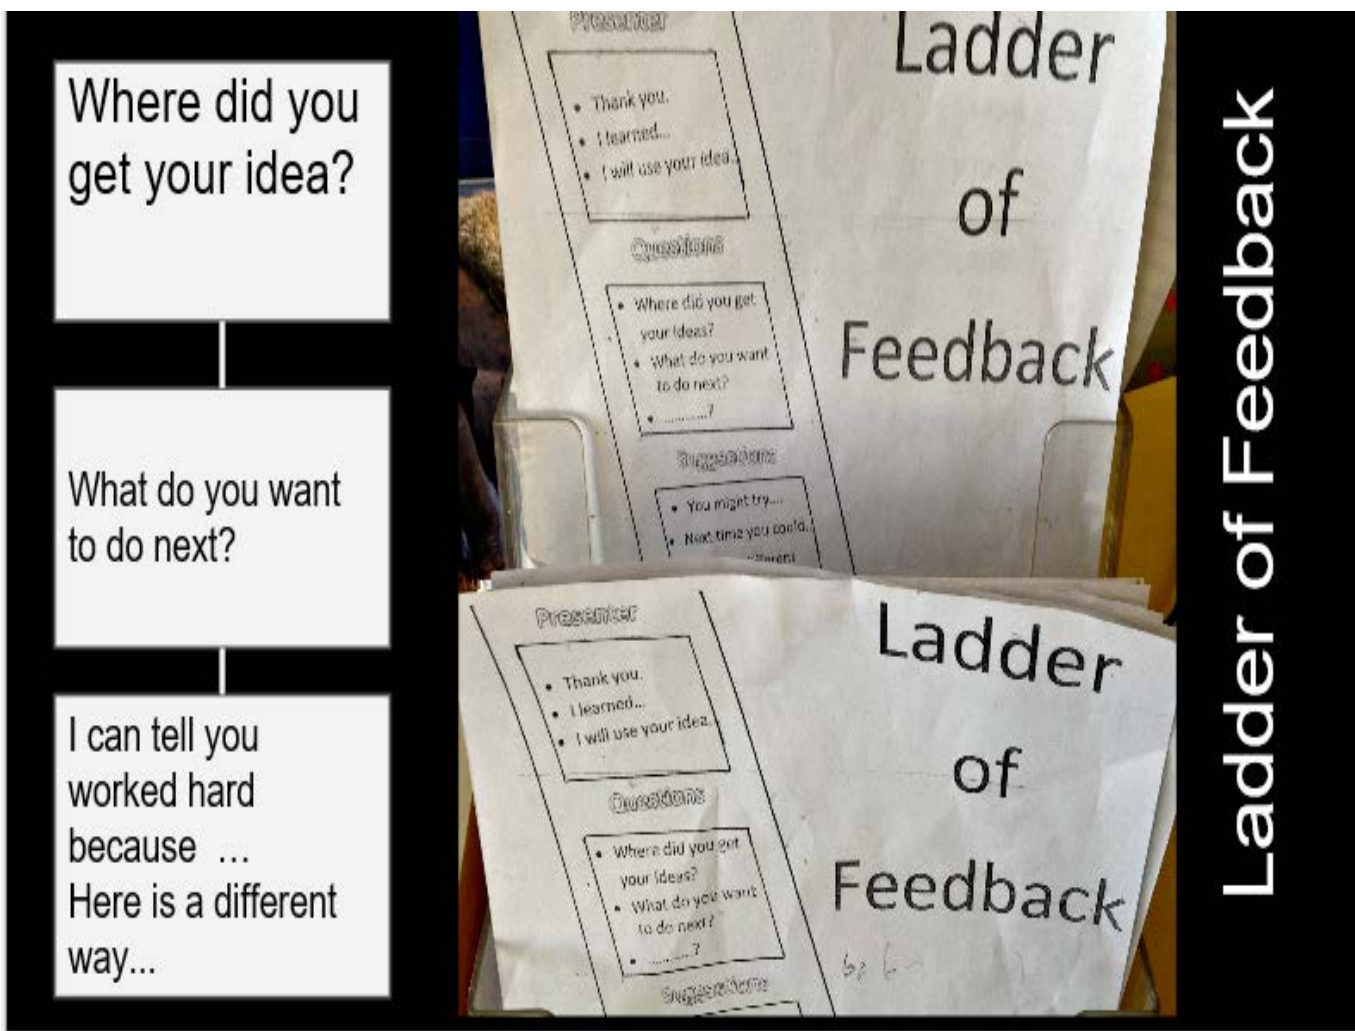 Where did you
get your idea?
What do you want
to do next?
I can tell you
worked hard
because ...
Here is a different
way...
Presenter
• Thank you.
• I learned...
• I will use your idea..
Questions
• Where did you get
your ideas?
• What do you want
to do next?
• ...........?
Suggestions
• You might try....
• Next time you could..
Ladder
of
Feedback
Presenter
• Thank you.
• I learned...
• I will use your idea..
Questions
• Where did you get
your ideas?
• What do you want
to do next?
• ...........?
Suggestions
Ladder
of
Feedback
Ladder of Feedback